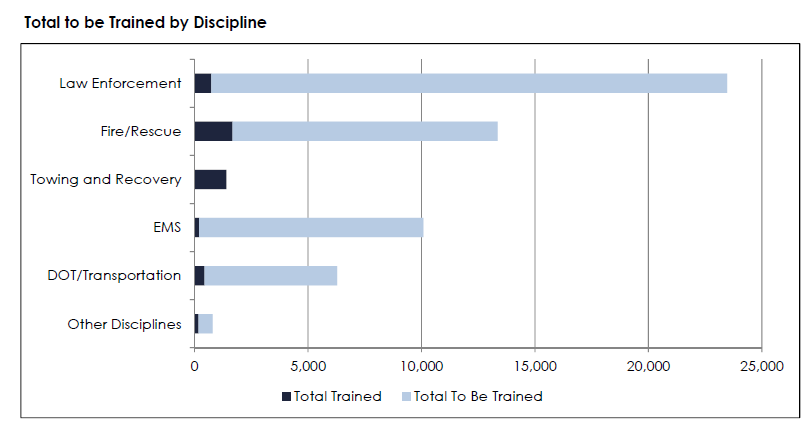 Total to be Trained by Discipline
Law Enforcement
Fire/Rescue
Towing and Recovery
EMS
DOT/Transportation
Other Disciplines
0 5,000 10,000 15,000 20,000 25,000
Total Trained Total To Be Trained